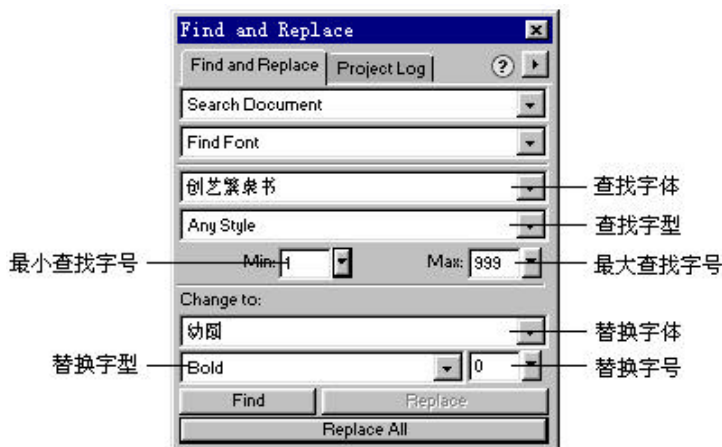 Find and Replace
Find and Replace Project Log ?
Search Document
Find Font
创艺繁隶书 查找字体
Any Style 查找字型
最小查找字号 Min: 1 Max: 999 最大查找字号
Change to:
幼圆 替换字体
替换字型 Bold 0 替换字号
Find Replace
Replace All